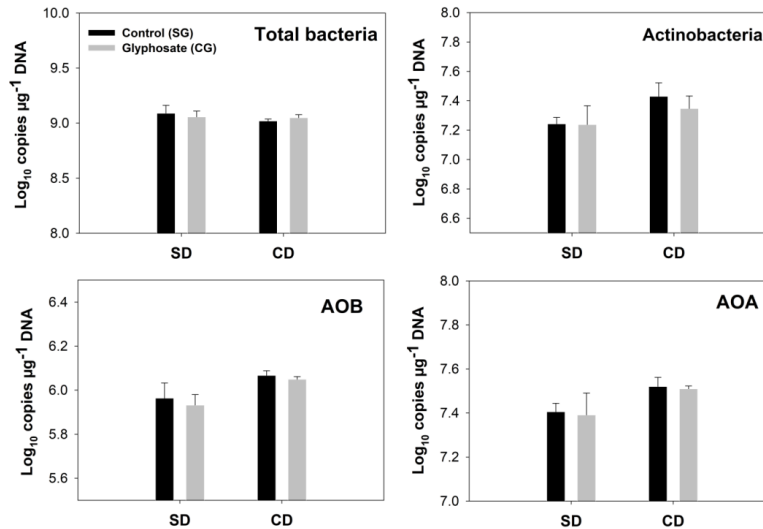 Total bacteria
Control (SG)
Glyphosate (CG)
Log10 copies µg-1 DNA
10.0
9.5
9.0
8.5
8.0
SD
CD
Actinobacteria
Log10 copies µg-1 DNA
8.0
7.8
7.6
7.4
7.2
7.0
6.8
6.6
SD
CD
AOB
Log10 copies µg-1 DNA
6.4
6.2
6.0
5.8
5.6
SD
CD
AOA
Log10 copies µg-1 DNA
8.0
7.8
7.6
7.4
7.2
7.0
SD
CD